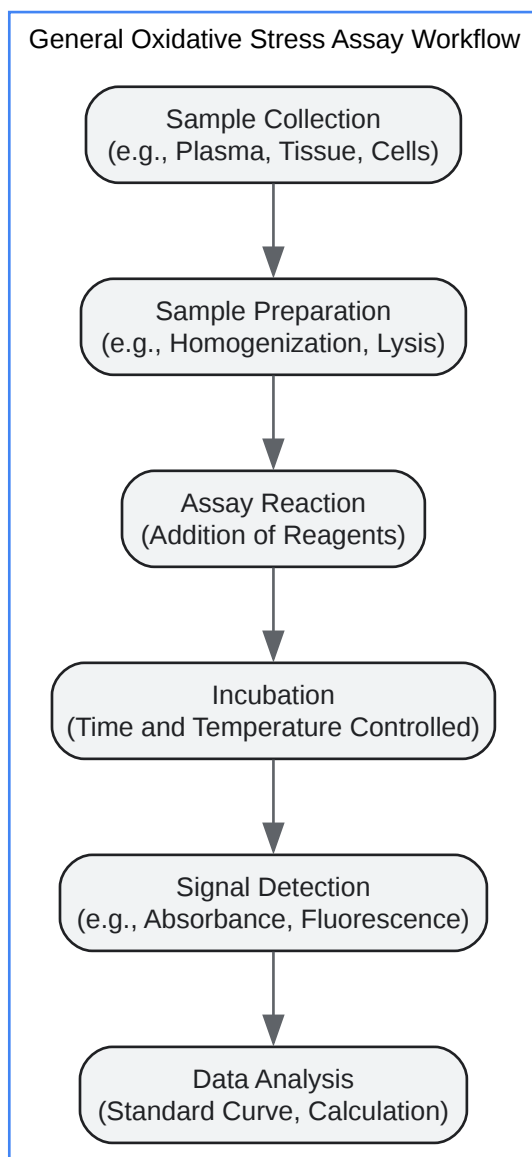 General Oxidative Stress Assay Workflow
Sample Collection
(e.g., Plasma, Tissue, Cells)
Sample Preparation
(e.g., Homogenization, Lysis)
Assay Reaction
(Addition of Reagents)
Incubation
(Time and Temperature Controlled)
Signal Detection
(e.g., Absorbance, Fluorescence)
Data Analysis
(Standard Curve, Calculation)